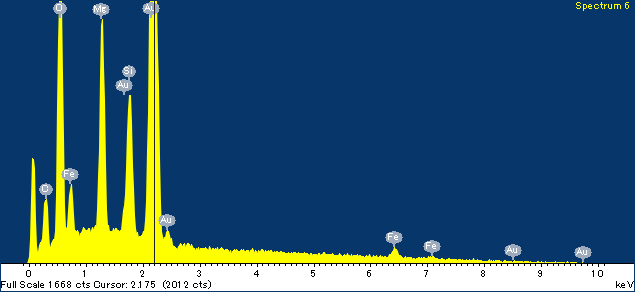 Spectrum 6
O Mg Au
Si
Au
Fe
Au
Fe Fe Au Au
0 1 2 3 4 5 6 7 8 9 10
Full Scale 1668 cts Cursor: 2.175 (2012 cts) keV